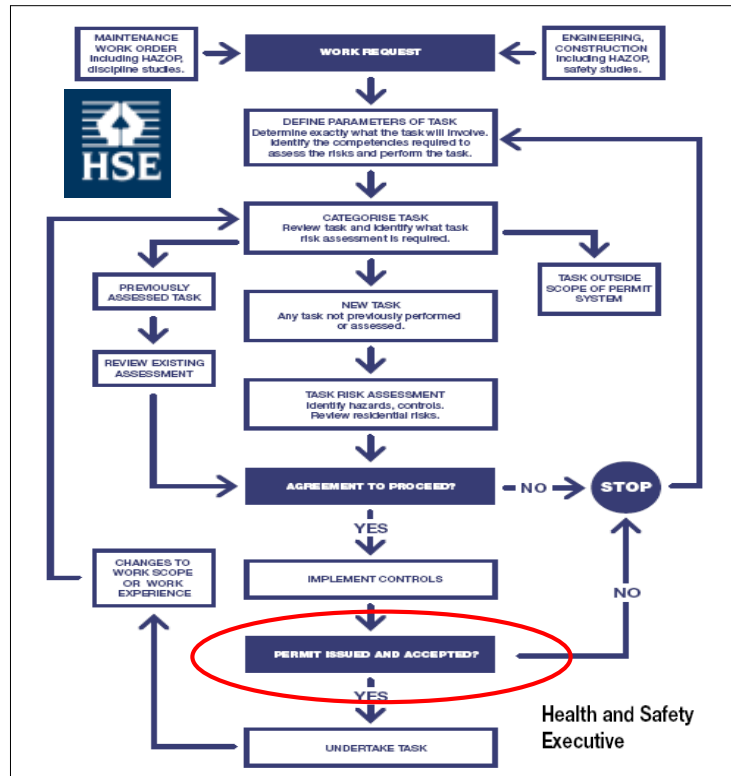 MAINTENANCE
WORK ORDER
Including HAZOP,
discipline studies.
WORK REQUEST
ENGINEERING,
CONSTRUCTION
Including HAZOP,
safety studies.
HSE
DEFINE PARAMETERS OF TASK
Determine exactly what the task will involve.
Identify the competencies required to
assess the risks and perform the task.
CATEGORISE TASK
Review task and identify what task
risk assessment is required.
PREVIOUSLY
ASSESSED TASK
TASK OUTSIDE
SCOPE OF PERMIT
SYSTEM
NEW TASK
Any task not previously performed
or assessed.
REVIEW EXISTING
ASSESSMENT
TASK RISK ASSESSMENT
Identify hazards, controls.
Review residential risks.
AGREEMENT TO PROCEED?
NO
STOP
YES
CHANGES TO
WORK SCOPE
OR WORK
EXPERIENCE
IMPLEMENT CONTROLS
NO
PERMIT ISSUED AND ACCEPTED?
YES
UNDERTAKE TASK
Health and Safety
Executive